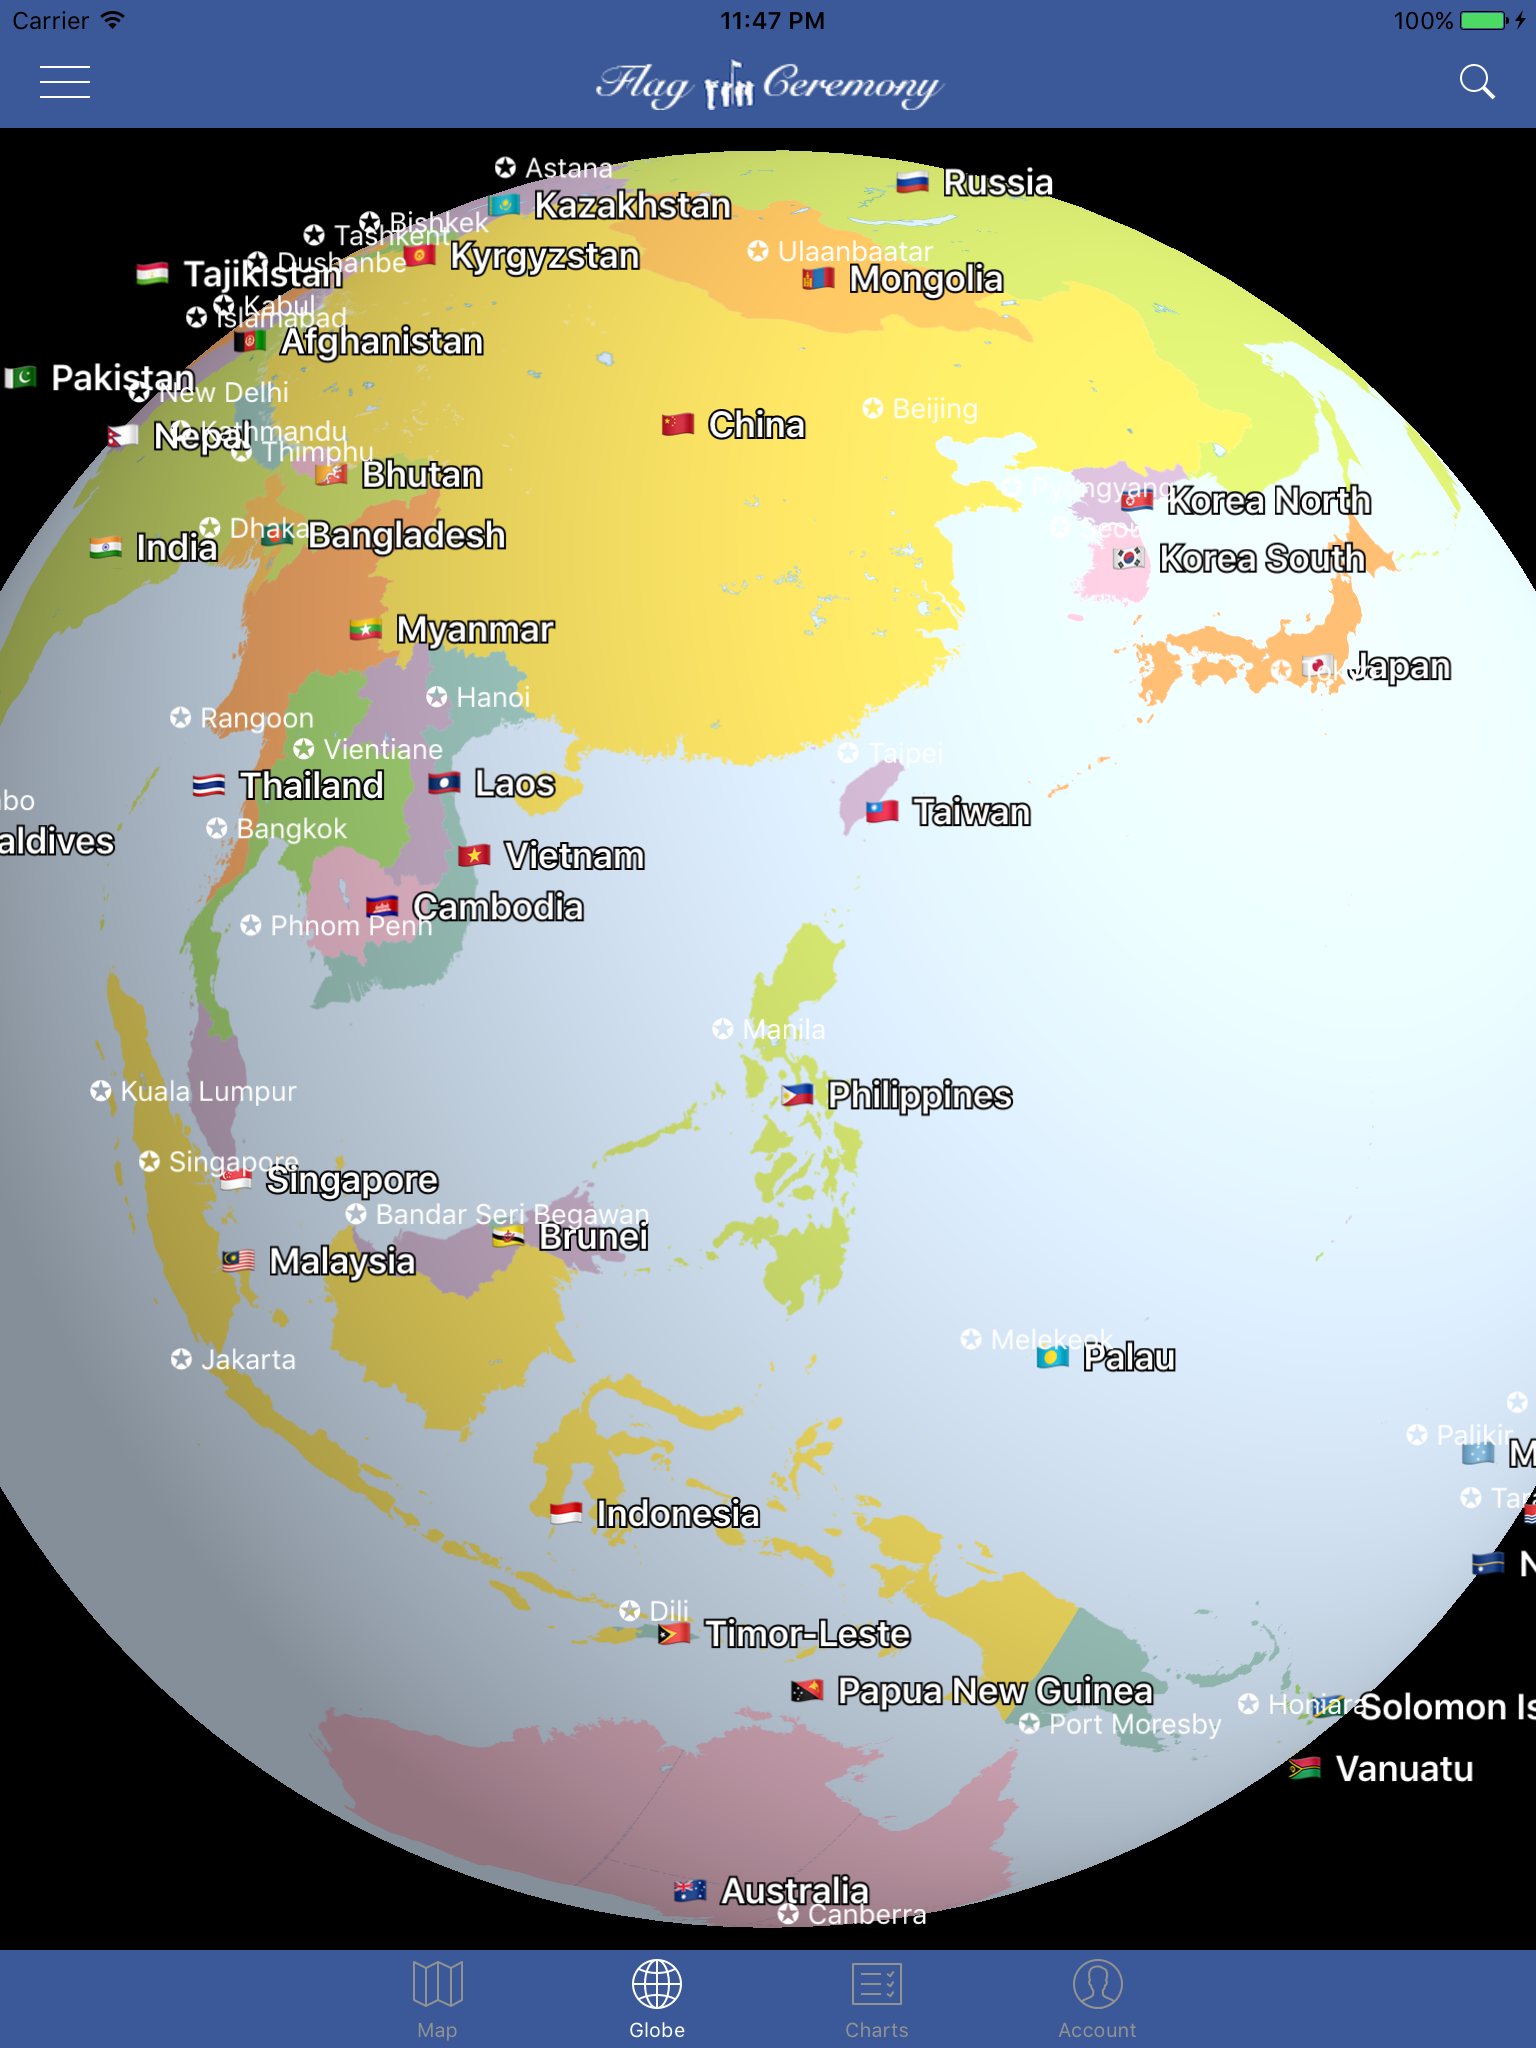 Carrier
11:47 PM
100%
Flag Ceremony
Astana
Russia
Kazakhstan
Bishkek
Tashkent
Ulaanbaatar
Kyrgyzstan
Dushanbe
Tajikistan
Mongolia
Kabul
Islamabad
Afghanistan
Pakistan
New Delhi
Beijing
China
Kathmandu
Nepal
Thimphu
Bhutan
Pyongyang
Korea North
Dhaka
Bangladesh
Seoul
India
Korea South
Myanmar
Tokyo
Japan
Hanoi
Rangoon
Vientiane
Taipei
Thailand
Laos
bo
Taiwan
Bangkok
aldives
Vietnam
Cambodia
Phnom Penh
Manila
Kuala Lumpur
Philippines
Singapore
Singapore
Bandar Seri Begawan
Brunei
Malaysia
Melekeok
Jakarta
Palau
Palikir
M
Tara
Indonesia
N
Dili
Timor-Leste
Papua New Guinea
Honiara
Solomon Is
Port Moresby
Vanuatu
Australia
Canberra
Map
Globe
Charts
Account